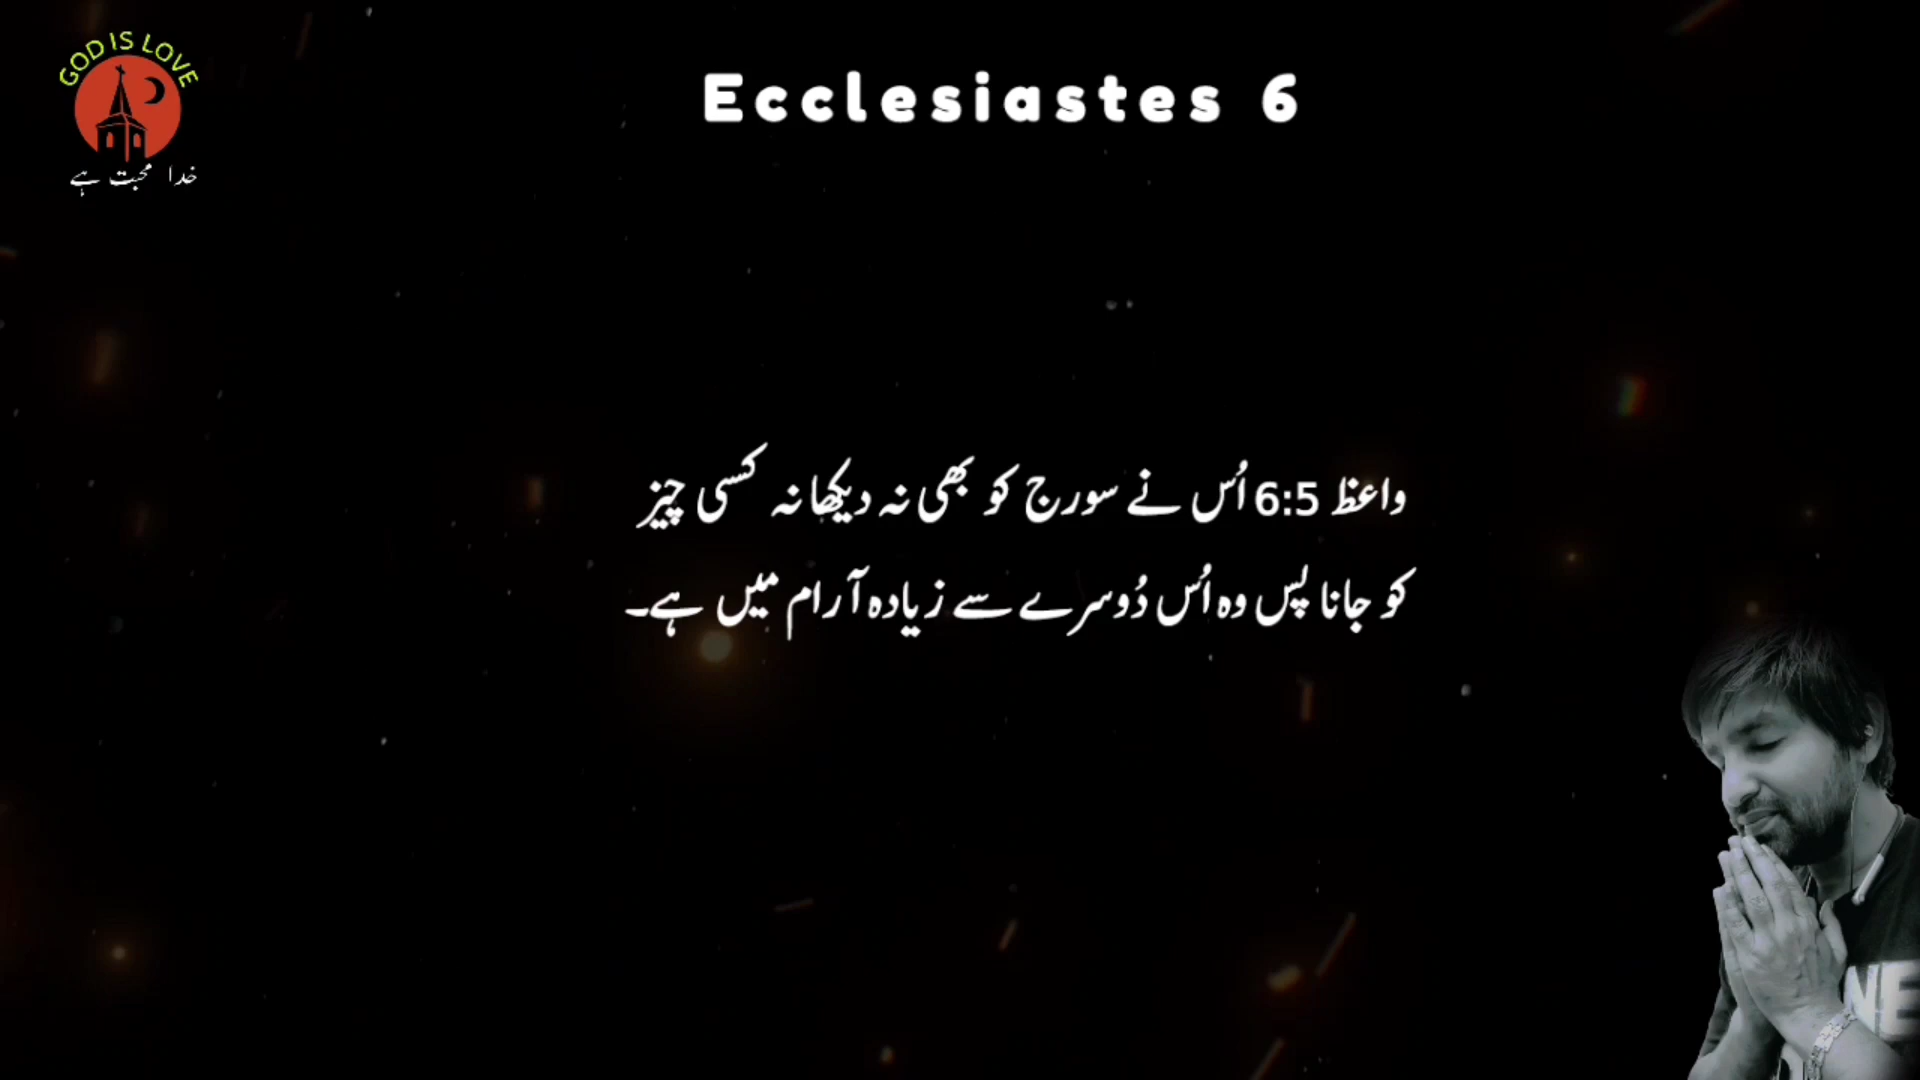 GOD IS LOVE
خدا محبت ہے
Ecclesiastes 6
واعظ 6:5 اُس نے سورج کو بھی نہ دیکھا نہ کسی چیز
کو جانا پس وہ اُس دُوسرے سے زیادہ آرام میں ہے۔
NE